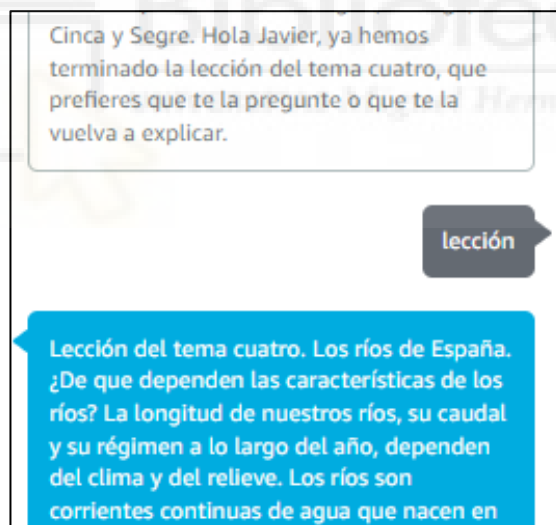 Cinca y Segre. Hola Javier, ya hemos
terminado la lección del tema cuatro, que
prefieres que te la pregunte o que te la
vuelva a explicar.
lección
Lección del tema cuatro. Los ríos de España.
¿De que dependen las características de los
ríos? La longitud de nuestros ríos, su caudal
y su régimen a lo largo del año, dependen
del clima y del relieve. Los ríos son
corrientes continuas de agua que nacen en